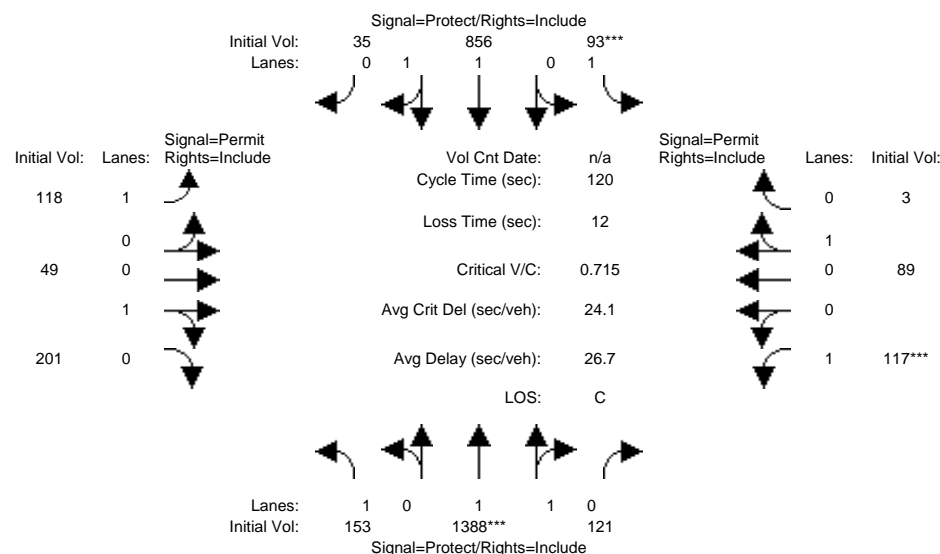 Signal=Protect/Rights=Include
Initial Vol: 35 856 93***
Lanes: 0 1 1 0 1
Signal=Permit Signal=Permit
Initial Vol: Lanes: Rights=Include Vol Cnt Date: n/a Rights=Include Lanes: Initial Vol:
Cycle Time (sec): 120
118 1 0 3
Loss Time (sec): 12
0 1
49 0 Critical V/C: 0.715 0 89
1 Avg Crit Del (sec/veh): 24.1 0
201 0 Avg Delay (sec/veh): 26.7 1 117***
LOS: C
Lanes: 1 0 1 1 0
Initial Vol: 153 1388*** 121
Signal=Protect/Rights=Include